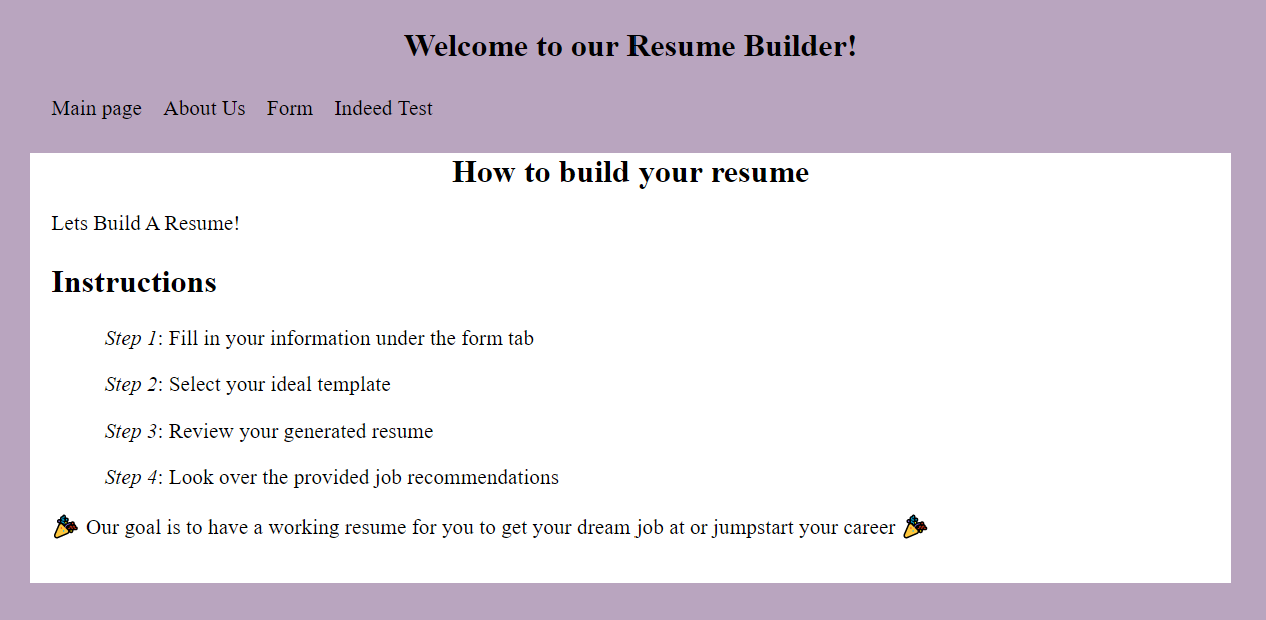 Welcome to our Resume Builder!
Main page About Us Form Indeed Test
How to build your resume
Lets Build A Resume!
Instructions
Step 1: Fill in your information under the form tab
Step 2: Select your ideal template
Step 3: Review your generated resume
Step 4: Look over the provided job recommendations
🎉 Our goal is to have a working resume for you to get your dream job at or jumpstart your career 🎉